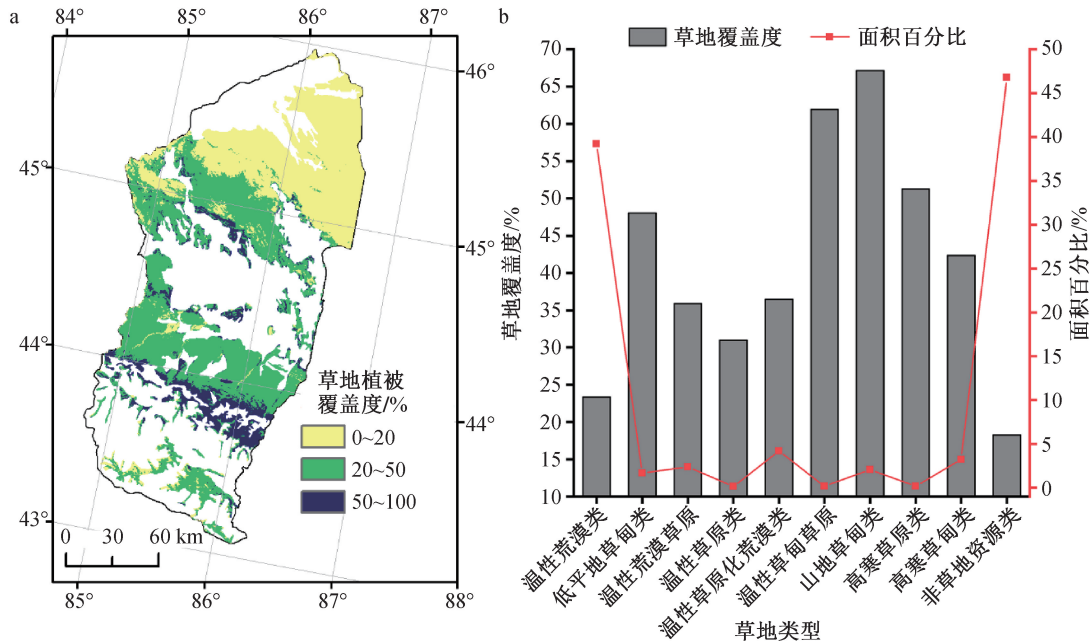 a
84°
85°
86°
87°
46°
45°
45°
44°
44°
43°
草地植被
覆盖度/%
0~20
20~50
50~100
0 30 60 km
85°
86°
87°
88°
b
草地覆盖度
面积百分比
草地覆盖度/%
70
65
60
55
50
45
40
35
30
25
20
15
10
50
45
40
35
30
25
20
15
10
5
0
面积百分比/%
温性荒漠类
低平地草甸类
温性荒漠草原
温性草原类
温性草原化荒漠类
温性草甸草原
山地草甸类
高寒草原类
高寒草甸类
非草地资源类
草地类型